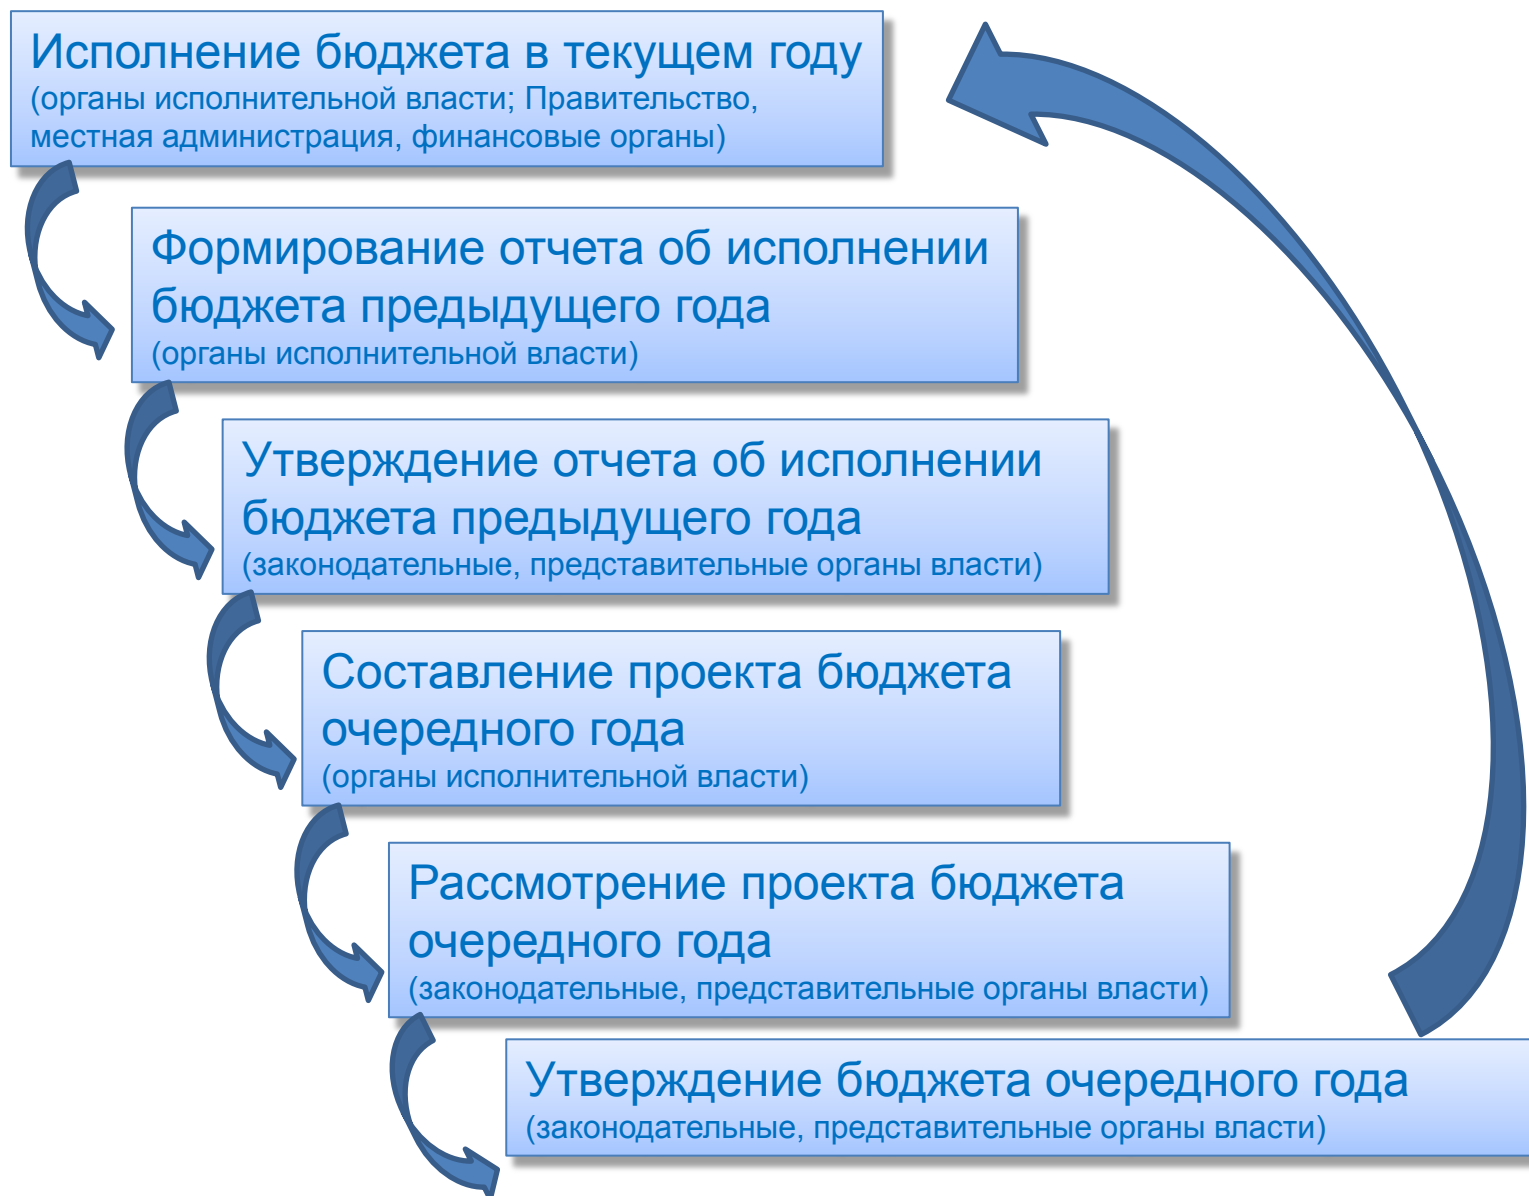 Исполнение бюджета в текущем году
(органы исполнительной власти; Правительство,
местная администрация, финансовые органы)
Формирование отчета об исполнении
бюджета предыдущего года
(органы исполнительной власти)
Утверждение отчета об исполнении
бюджета предыдущего года
(законодательные, представительные органы власти)
Составление проекта бюджета
очередного года
(органы исполнительной власти)
Рассмотрение проекта бюджета
очередного года
(законодательные, представительные органы власти)
Утверждение бюджета очередного года
(законодательные, представительные органы власти)